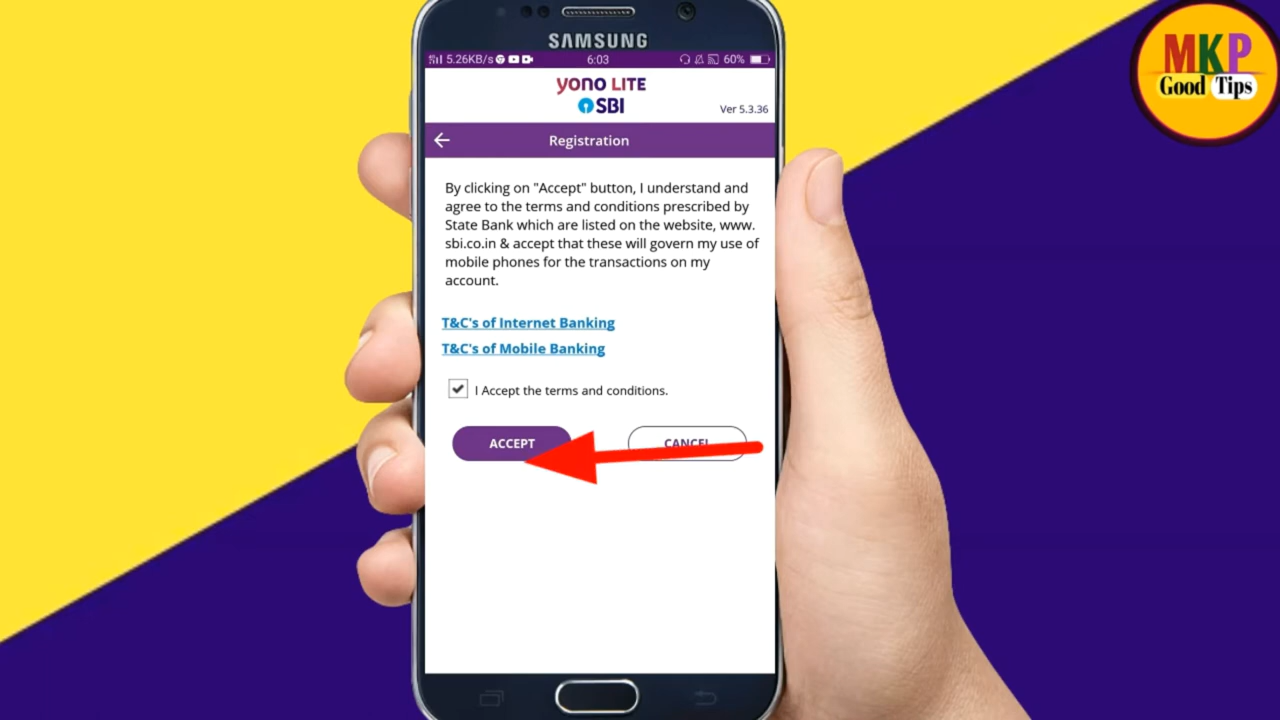 SAMSUNG
5.26KB/s 6:03 60%
yono LITE
SBI
Ver 5.3.36
Registration
By clicking on "Accept" button, I understand and
agree to the terms and conditions prescribed by
State Bank which are listed on the website, www.
sbi.co.in & accept that these will govern my use of
mobile phones for the transactions on my
account.
T&C's of Internet Banking
T&C's of Mobile Banking
I Accept the terms and conditions.
ACCEPT CANCEL
MKP
Good Tips